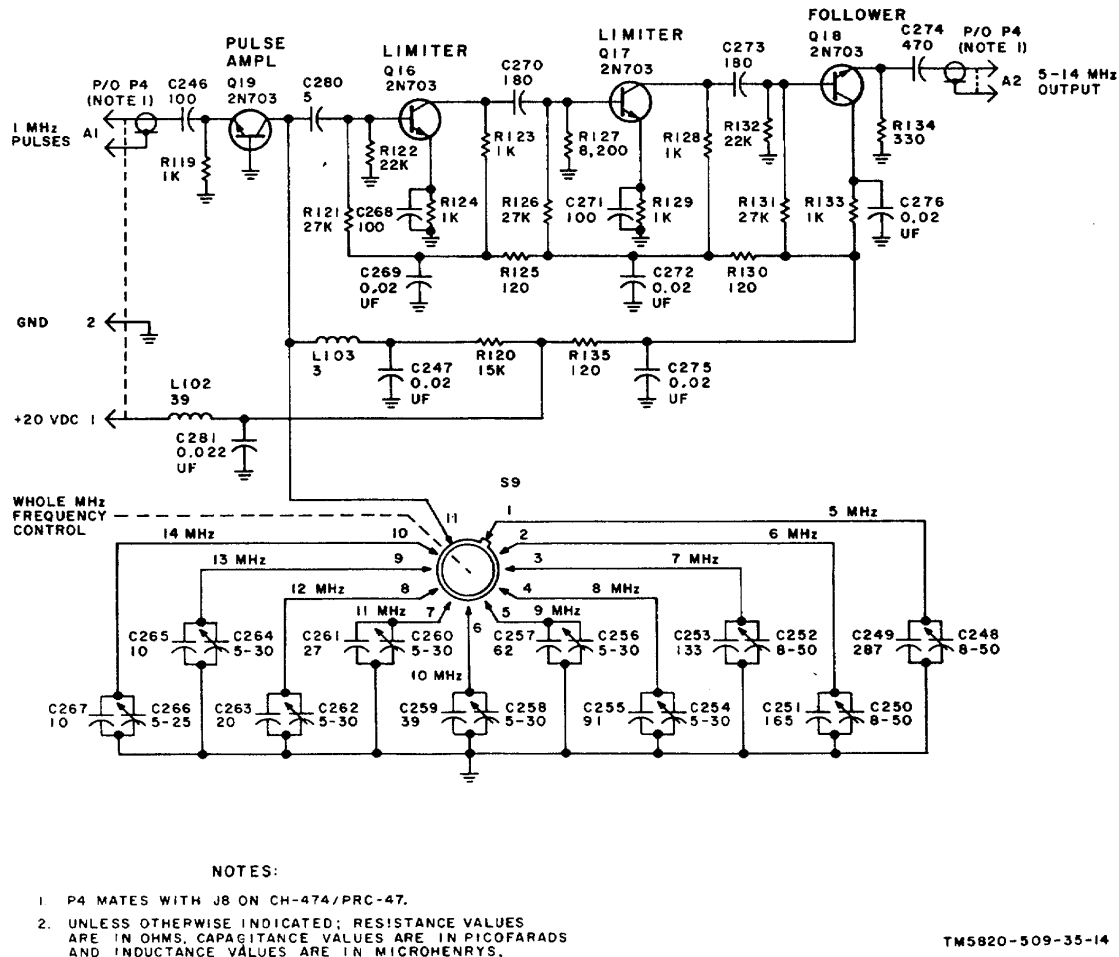 PULSE
AMPL
Q19
2N703
LIMITER
Q16
2N703
LIMITER
Q17
2N703
FOLLOWER
Q18
2N703
P/O P4
(NOTE 1)
C246
100
C280
5
C270
180
C273
180
C274
470
P/O P4
(NOTE 1)
1 MHz
PULSES
A1
A2
5-14 MHz
OUTPUT
R119
1K
R122
22K
R123
1K
R127
8,200
R128
1K
R132
22K
R134
330
R121
27K
C268
100
R124
1K
R126
27K
C271
100
R129
1K
R131
27K
R133
1K
C276
0.02
UF
C269
0.02
UF
R125
120
C272
0.02
UF
R130
120
GND 2
L103
3
C247
0.02
UF
R120
15K
R135
120
C275
0.02
UF
L102
39
+20 VDC 1
C281
0.022
UF
S9
WHOLE MHz
FREQUENCY
CONTROL
11
1
5 MHz
14 MHz
10
2
6 MHz
13 MHz
9
3
7 MHz
12 MHz
8
4
8 MHz
11 MHz
7
6
5
9 MHz
10 MHz
C265
10
C264
5-30
C261
27
C260
5-30
C257
62
C256
5-30
C253
133
C252
8-50
C249
287
C248
8-50
C267
10
C266
5-25
C263
20
C262
5-30
C259
39
C258
5-30
C255
91
C254
5-30
C251
165
C250
8-50
NOTES:
1 P4 MATES WITH J8 ON CH-474/PRC-47.
2. UNLESS OTHERWISE INDICATED; RESISTANCE VALUES
ARE IN OHMS, CAPAGITANCE VALUES ARE IN PICOFARADS
AND INDUCTANCE VALUES ARE IN MICROHENRYS.
TM5820-509-35-14